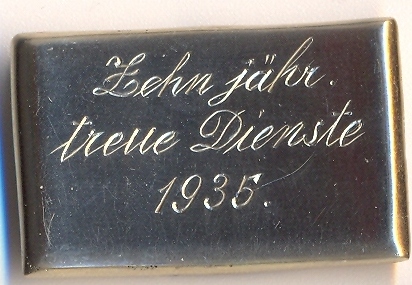 Zehn jähr.
treue Dienste
1935.